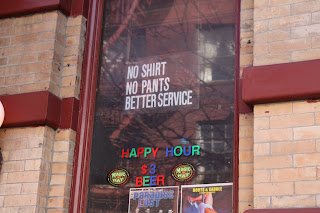 NO SHIRT
NO PANTS
BETTER SERVICE
HAPPY HOUR
$3
BEER